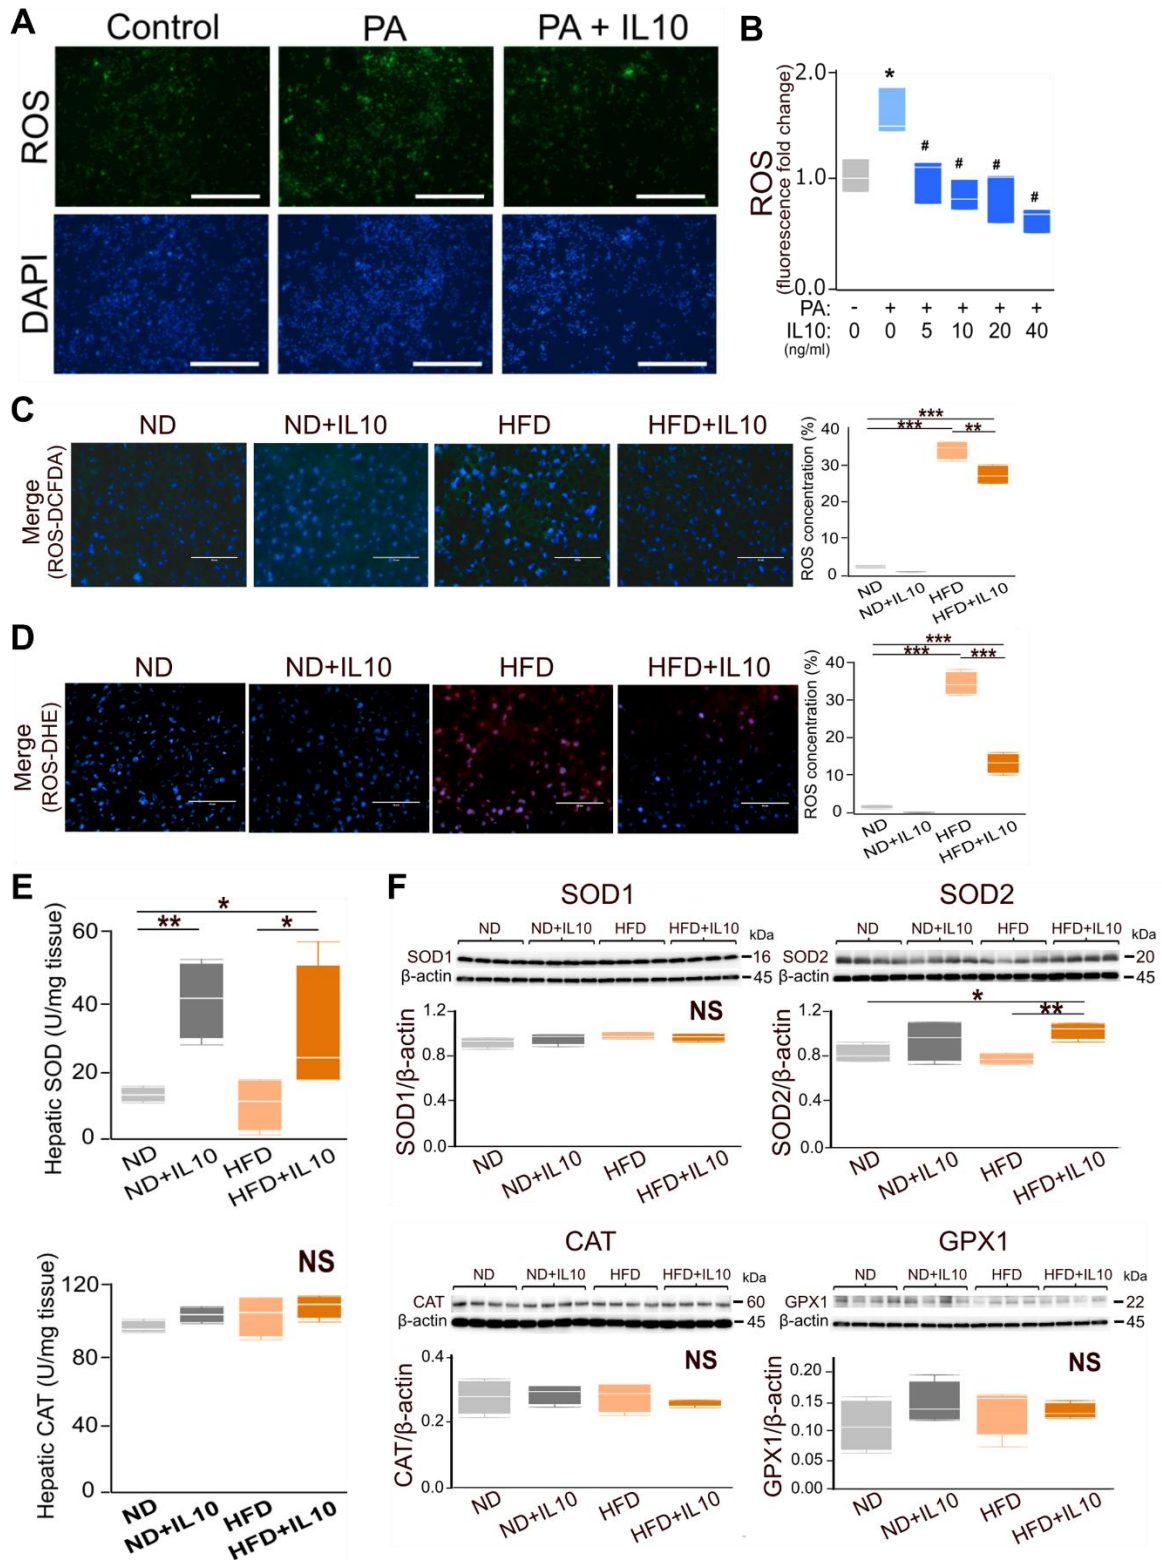 A
Control
PA
PA + IL10
ROS
DAPI
B
ROS
(fluorescence fold change)
2.0
1.0
0.0
*
#
#
#
#
PA: - + + + + +
IL10: 0 0 5 10 20 40
(ng/ml)
C
ND
ND+IL10
HFD
HFD+IL10
Merge
(ROS-DCFDA)
ROS concentration (%)
40
30
20
10
0
***
***
**
ND
ND+IL10
HFD
HFD+IL10
D
ND
ND+IL10
HFD
HFD+IL10
Merge
(ROS-DHE)
ROS concentration (%)
40
30
20
10
0
***
***
***
ND
ND+IL10
HFD
HFD+IL10
E
Hepatic SOD (U/mg tissue)
60
40
20
0
*
**
*
ND
ND+IL10
HFD
HFD+IL10
Hepatic CAT (U/mg tissue)
120
80
40
0
NS
ND
ND+IL10
HFD
HFD+IL10
F
SOD1
ND ND+IL10 HFD HFD+IL10 kDa
SOD1 16
β-actin 45
SOD1/β-actin
1.2
0.8
0.4
0.0
NS
ND
ND+IL10
HFD
HFD+IL10
SOD2
ND ND+IL10 HFD HFD+IL10 kDa
SOD2 20
β-actin 45
SOD2/β-actin
1.2
0.8
0.4
0.0
*
**
ND
ND+IL10
HFD
HFD+IL10
CAT
ND ND+IL10 HFD HFD+IL10 kDa
CAT 60
β-actin 45
CAT/β-actin
0.4
0.2
0.0
NS
ND
ND+IL10
HFD
HFD+IL10
GPX1
ND ND+IL10 HFD HFD+IL10 kDa
GPX1 22
β-actin 45
GPX1/β-actin
0.20
0.15
0.10
0.05
0.00
NS
ND
ND+IL10
HFD
HFD+IL10